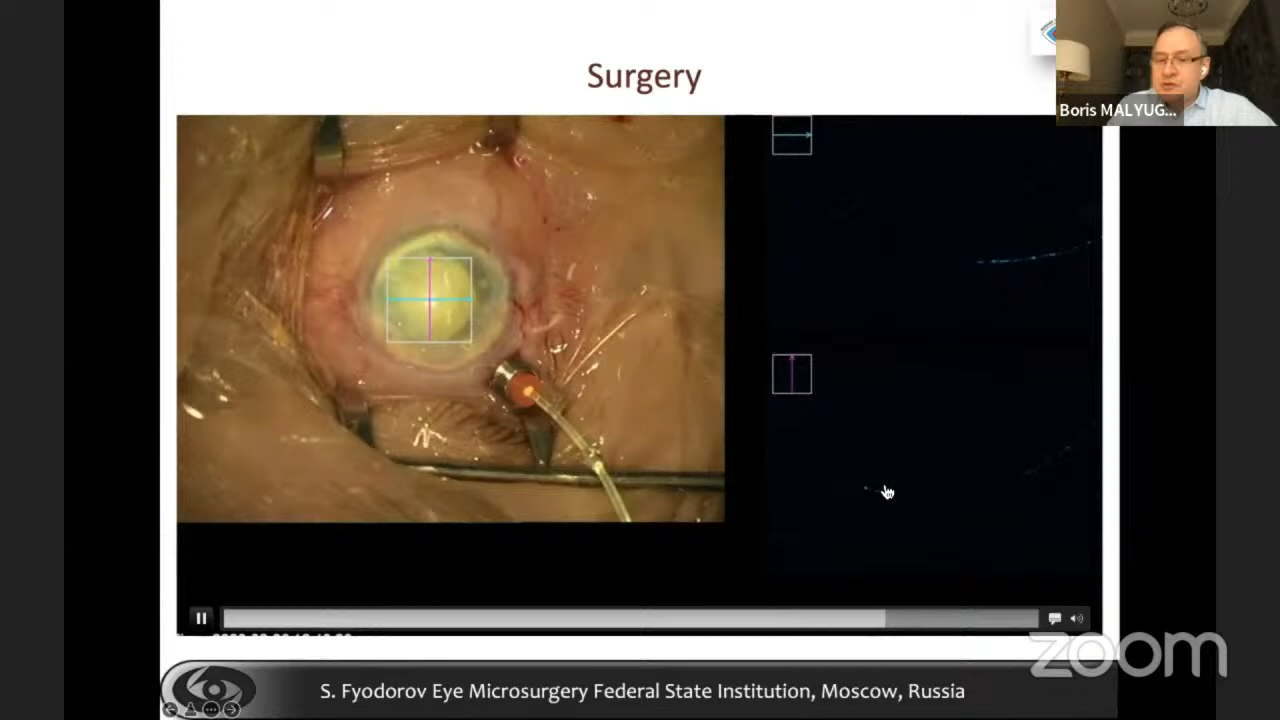 Surgery
Boris MALYUG...
zoom
S. Fyodorov Eye Microsurgery Federal State Institution, Moscow, Russia